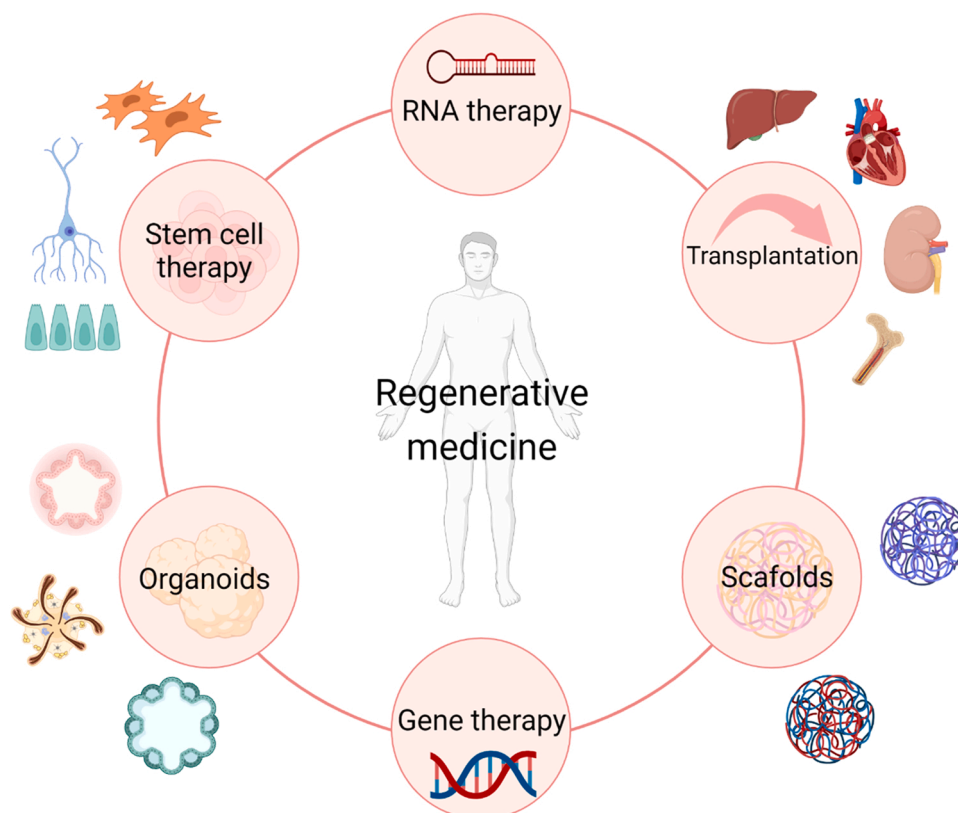 RNA therapy
Stem cell
therapy
Transplantation
Regenerative
medicine
Organoids
Scafolds
Gene therapy